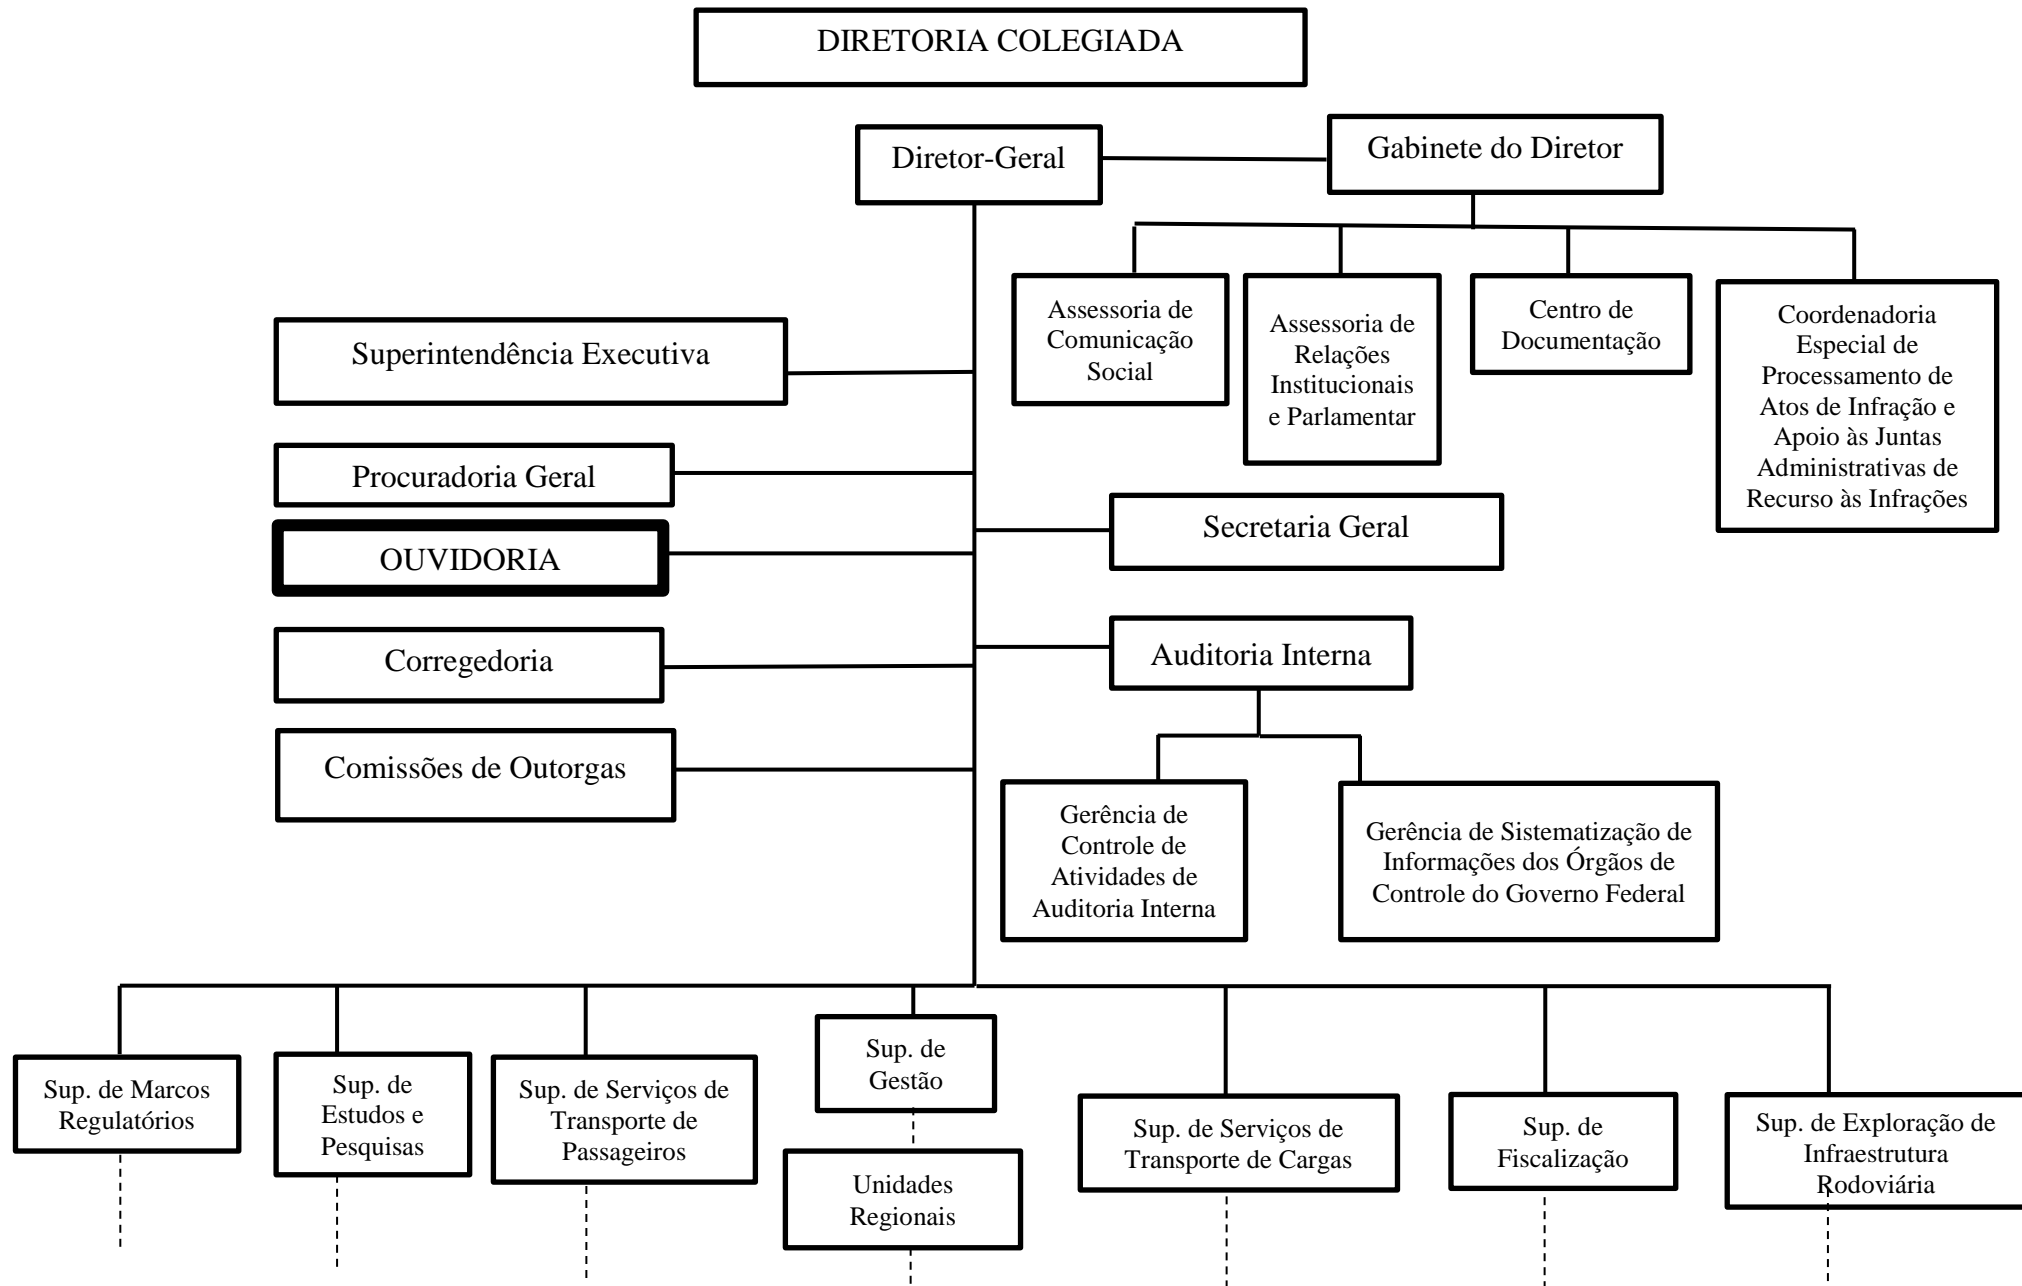 DIRETORIA COLEGIADA
Diretor-Geral
Gabinete do Diretor
Assessoria de
Comunicação
Social
Assessoria de
Relações
Institucionais
e Parlamentar
Centro de
Documentação
Coordenadoria
Especial de
Processamento de
Atos de Infração e
Apoio às Juntas
Administrativas de
Recurso às Infrações
Superintendência Executiva
Procuradoria Geral
OUVIDORIA
Secretaria Geral
Corregedoria
Auditoria Interna
Comissões de Outorgas
Gerência de
Controle de
Atividades de
Auditoria Interna
Gerência de Sistematização de
Informações dos Órgãos de
Controle do Governo Federal
Sup. de Marcos
Regulatórios
Sup. de
Estudos e
Pesquisas
Sup. de Serviços de
Transporte de
Passageiros
Sup. de
Gestão
Unidades
Regionais
Sup. de Serviços de
Transporte de Cargas
Sup. de
Fiscalização
Sup. de Exploração de
Infraestrutura
Rodoviária